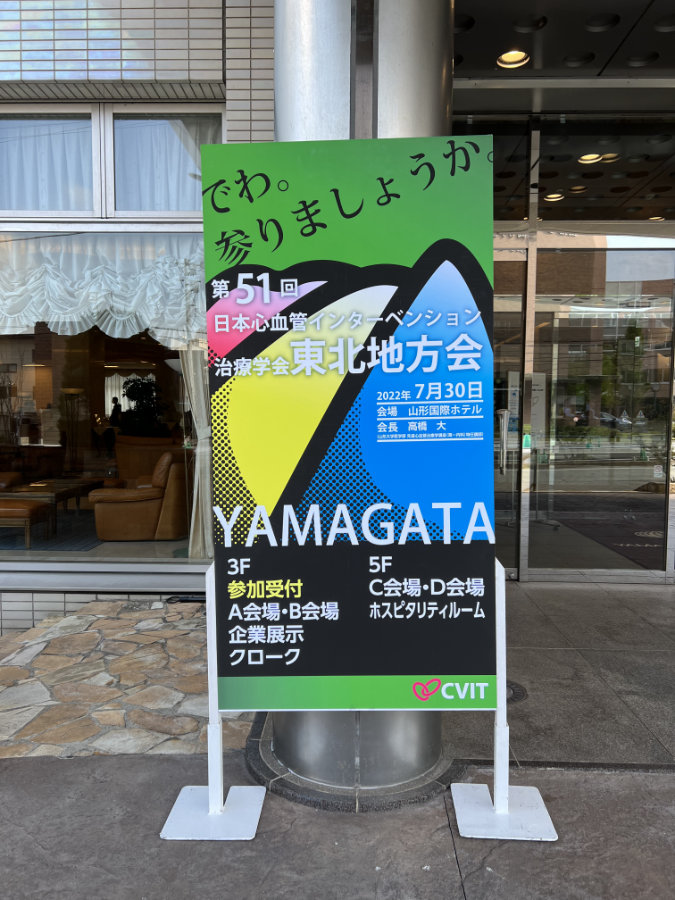 でわ。
参りましょうか。
第51回
日本心血管インターベンション
治療学会東北地方会
2022年 7月30日
会場 山形国際ホテル
会長 高橋 大
YAMAGATA
3F
参加受付
A会場・B会場
企業展示
クローク
5F
C会場・D会場
ホスピタリティルーム
CVIT